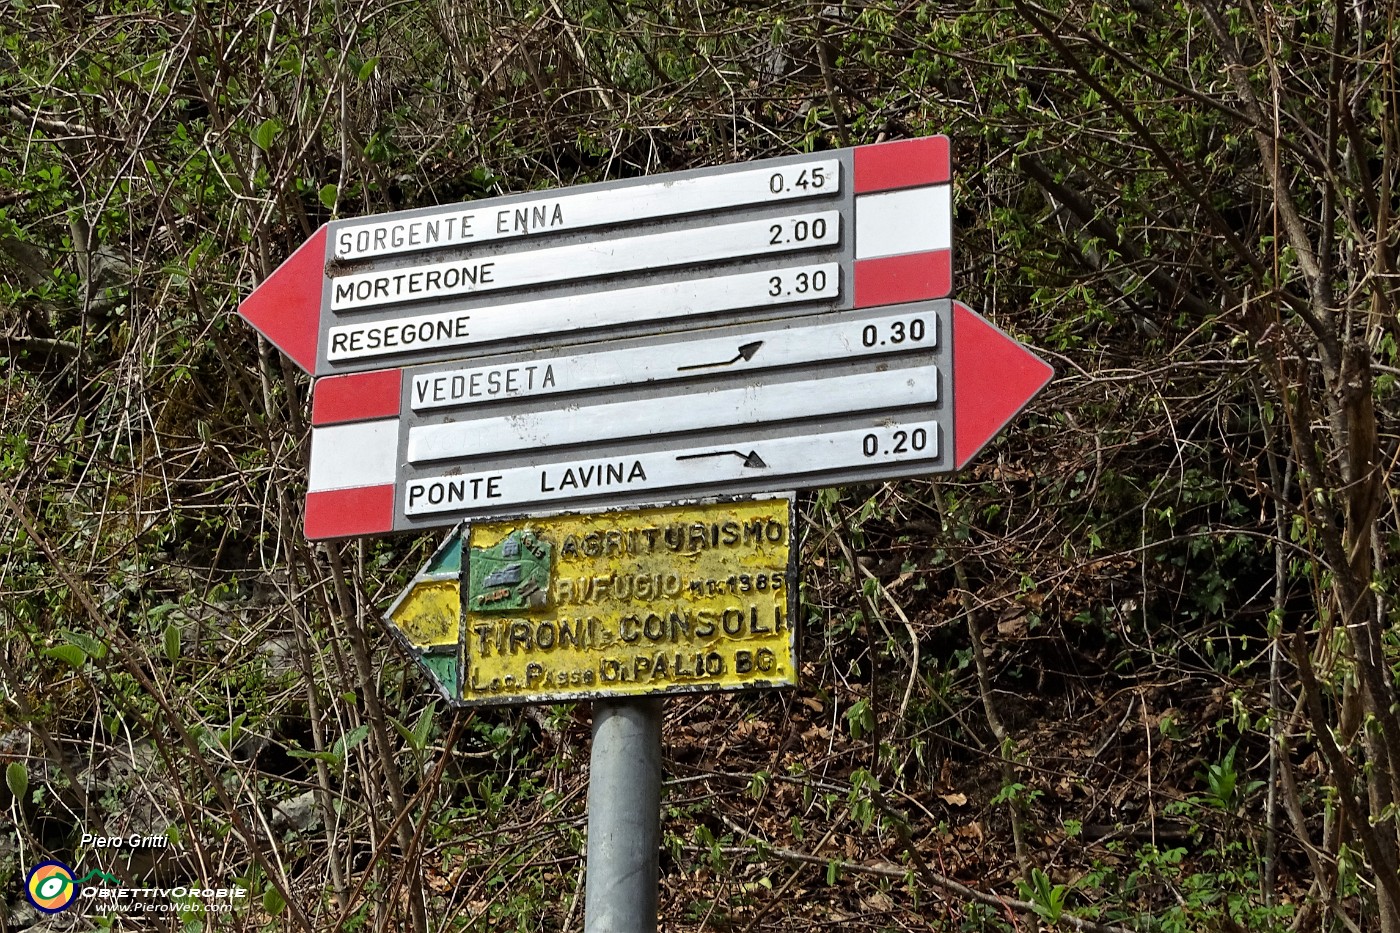 SORGENTE ENNA 0.45
MORTERONE 2.00
RESEGONE 3.30
VEDESETA 0.30
PONTE LAVINA 0.20
AGRITURISMO
RIFUGIO MT. 1385
TIRONI CONSOLI
Loc. Passo Di PALIO BG.
Piero Gritti
OBIETTIVOROBIE
www.PieroWeb.com